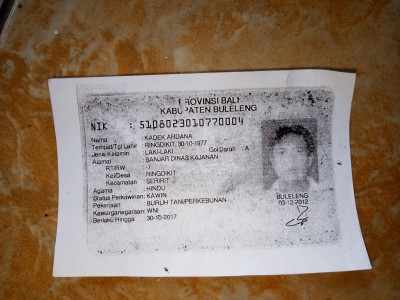 PROVINSI BALI
KABUPATEN BULELENG
NIK : 5108023010770004
Nama : KADEK ARDANA
Tempat/Tgl Lahir : RINGDIKIT, 30-10-1977
Jenis Kelamin : LAKI-LAKI Gol Darah : A
Alamat : BANJAR DINAS KAJANAN
RT/RW : /
Kel/Desa : RINGDIKIT
Kecamatan : SERIRIT
Agama : HINDU
Status Perkawinan: KAWIN
Pekerjaan : BURUH TANI/PERKEBUNAN
Kewarganegaraan: WNI
Berlaku Hingga : 30-10-2017
BULELENG
03-12-2012